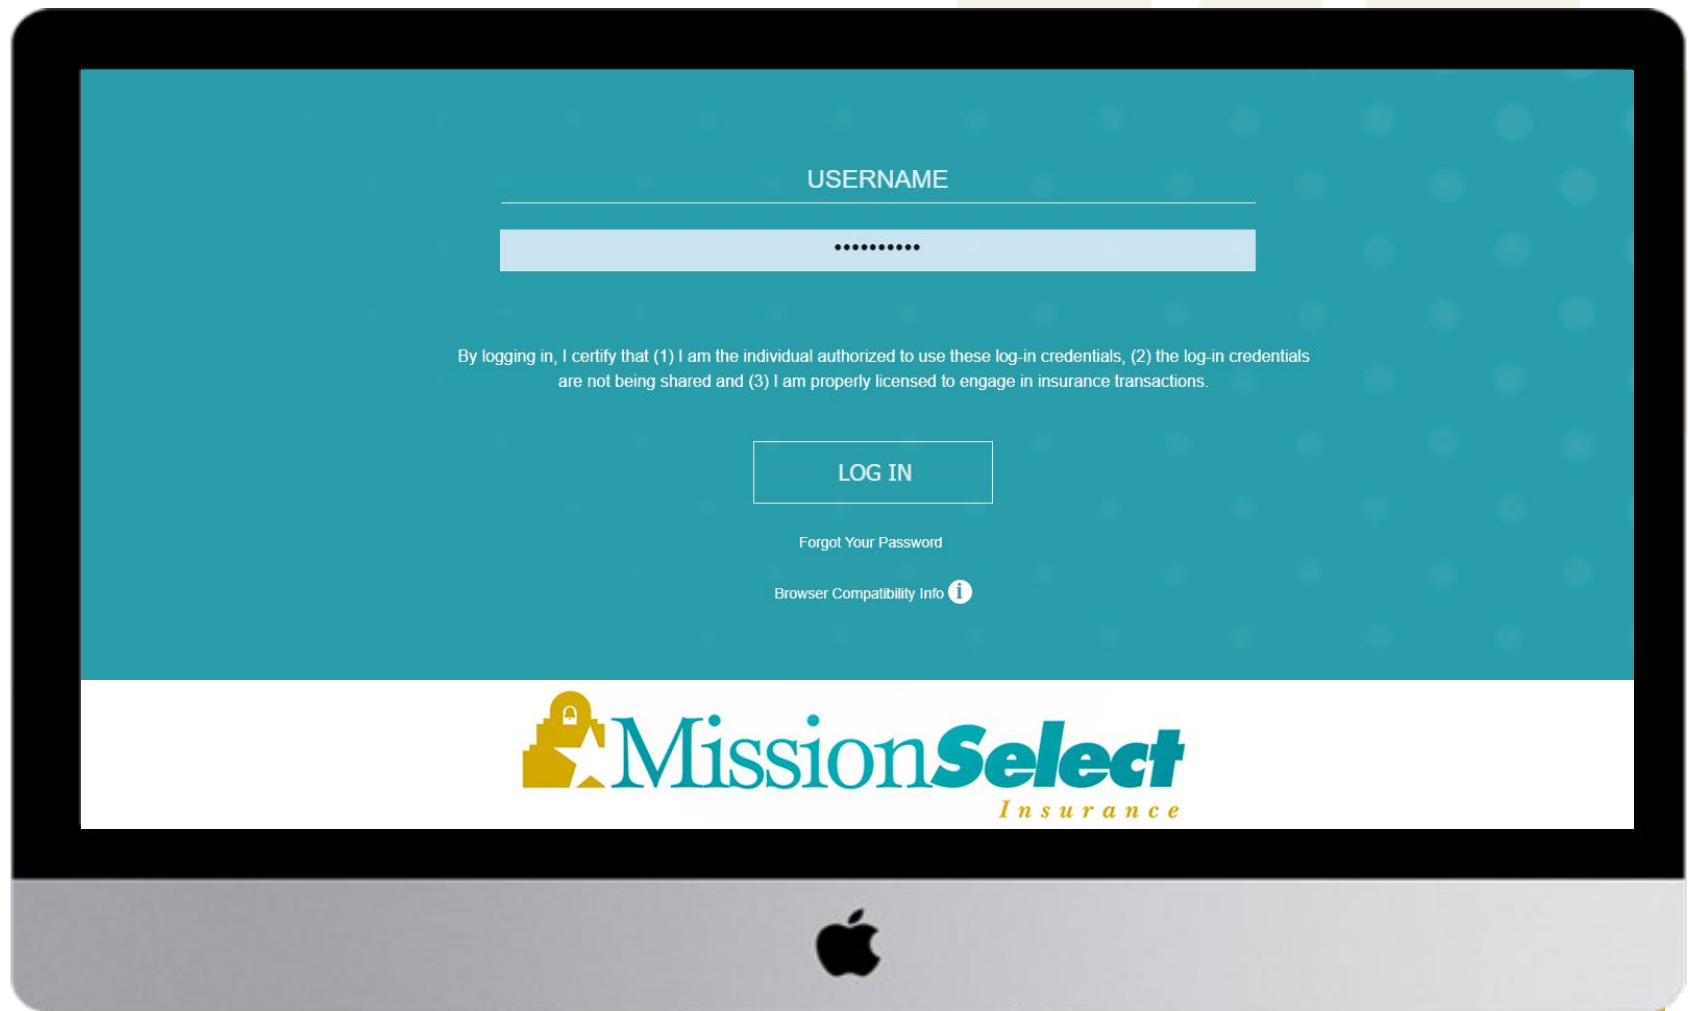 USERNAME
••••••••••
By logging in, I certify that (1) I am the individual authorized to use these log-in credentials, (2) the log-in credentials
are not being shared and (3) I am properly licensed to engage in insurance transactions.
LOG IN
Forgot Your Password
Browser Compatibility Info i
MissionSelect
Insurance